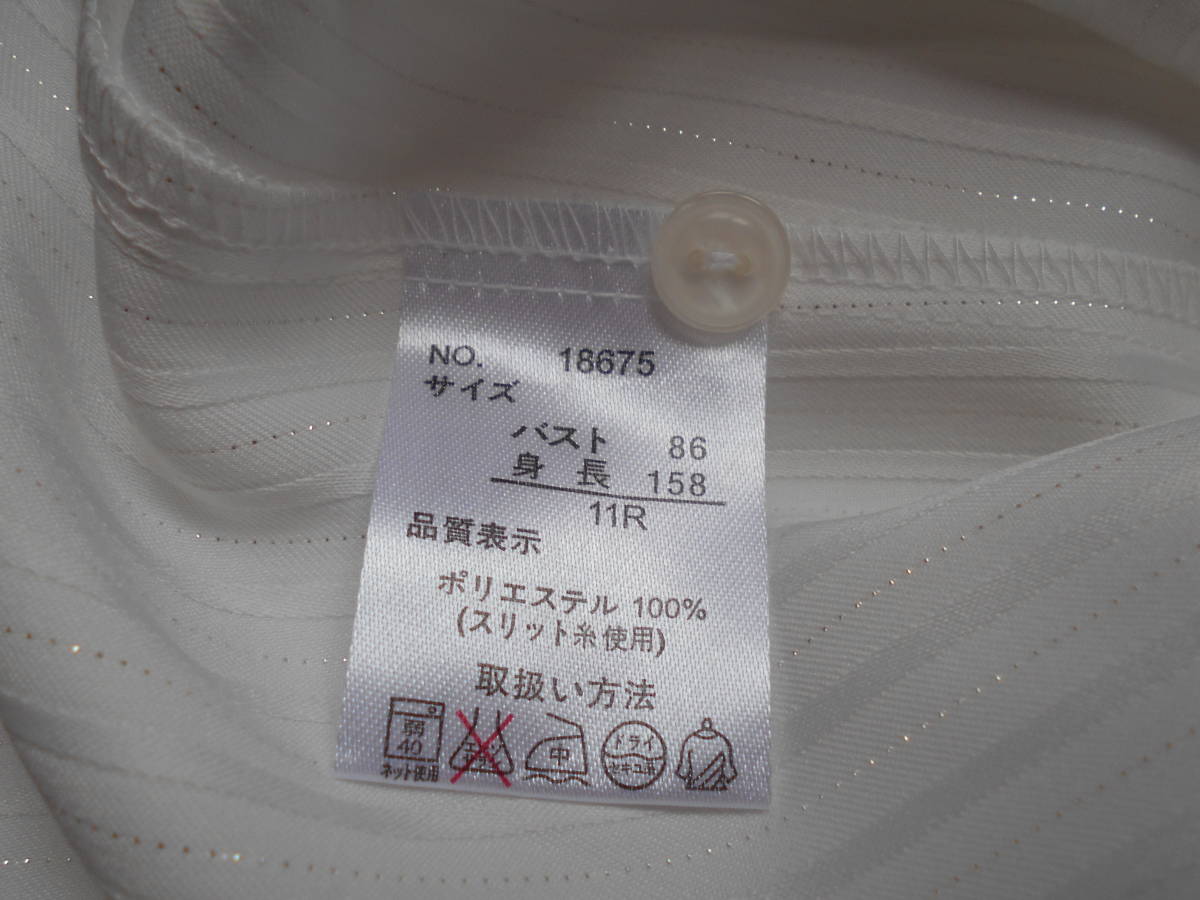 NO. 18675
サイズ
バスト 86
身 長 158
11R
品質表示
ポリエステル 100%
(スリット糸使用)
取扱い方法
弱
40
中
ドライ
ネット使用